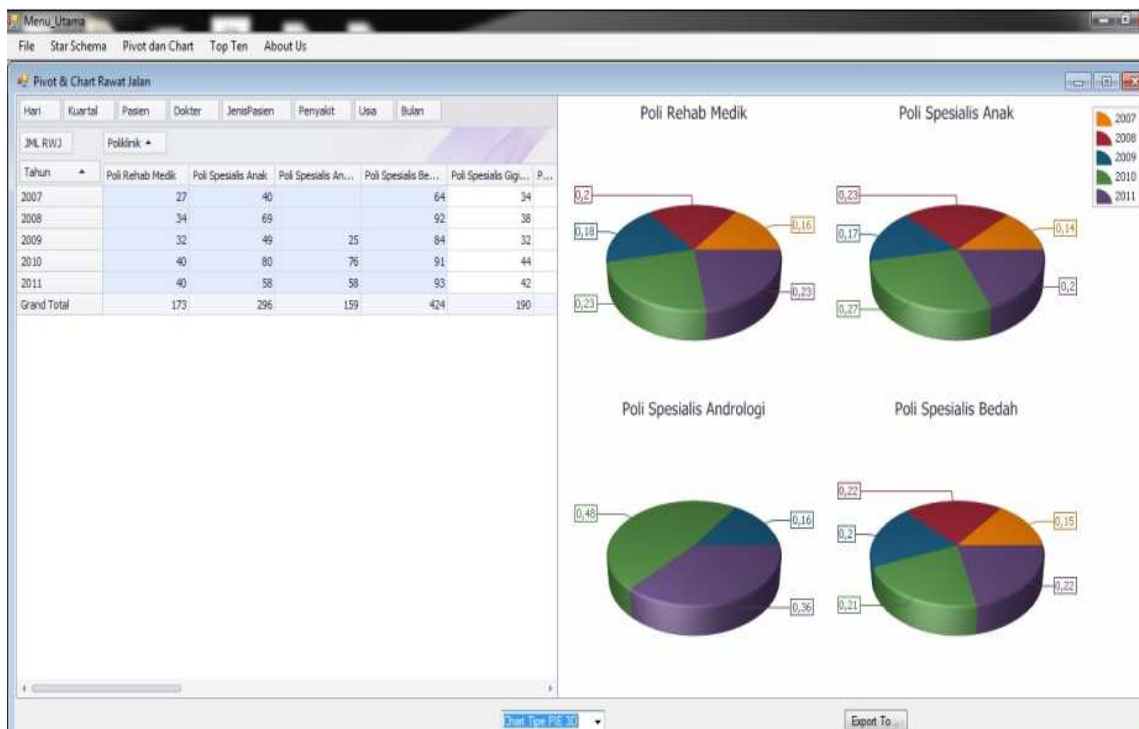 Menu_Utama
File Star Schema Pivot dan Chart Top Ten About Us
Pivot & Chart Rawat Jalan
Hari Kuartal Pasien Dokter JenisPasien Penyakit Usia Bulan
JML RWJ Poliklinik
Tahun Poli Rehab Medik Poli Spesialis Anak Poli Spesialis An... Poli Spesialis Be... Poli Spesialis Gigi... P...
2007 27 40 64 34
2008 34 69 92 38
2009 32 49 25 84 32
2010 40 80 76 91 44
2011 40 58 58 93 42
Grand Total 173 296 159 424 190
Poli Rehab Medik
0,2
0,16
0,18
0,23
0,23
Poli Spesialis Anak
0,23
0,14
0,17
0,2
0,27
2007
2008
2009
2010
2011
Poli Spesialis Andrologi
0,48
0,16
0,36
Poli Spesialis Bedah
0,22
0,15
0,2
0,22
0,21
Chart Tipe PIE 3D
Export To ..